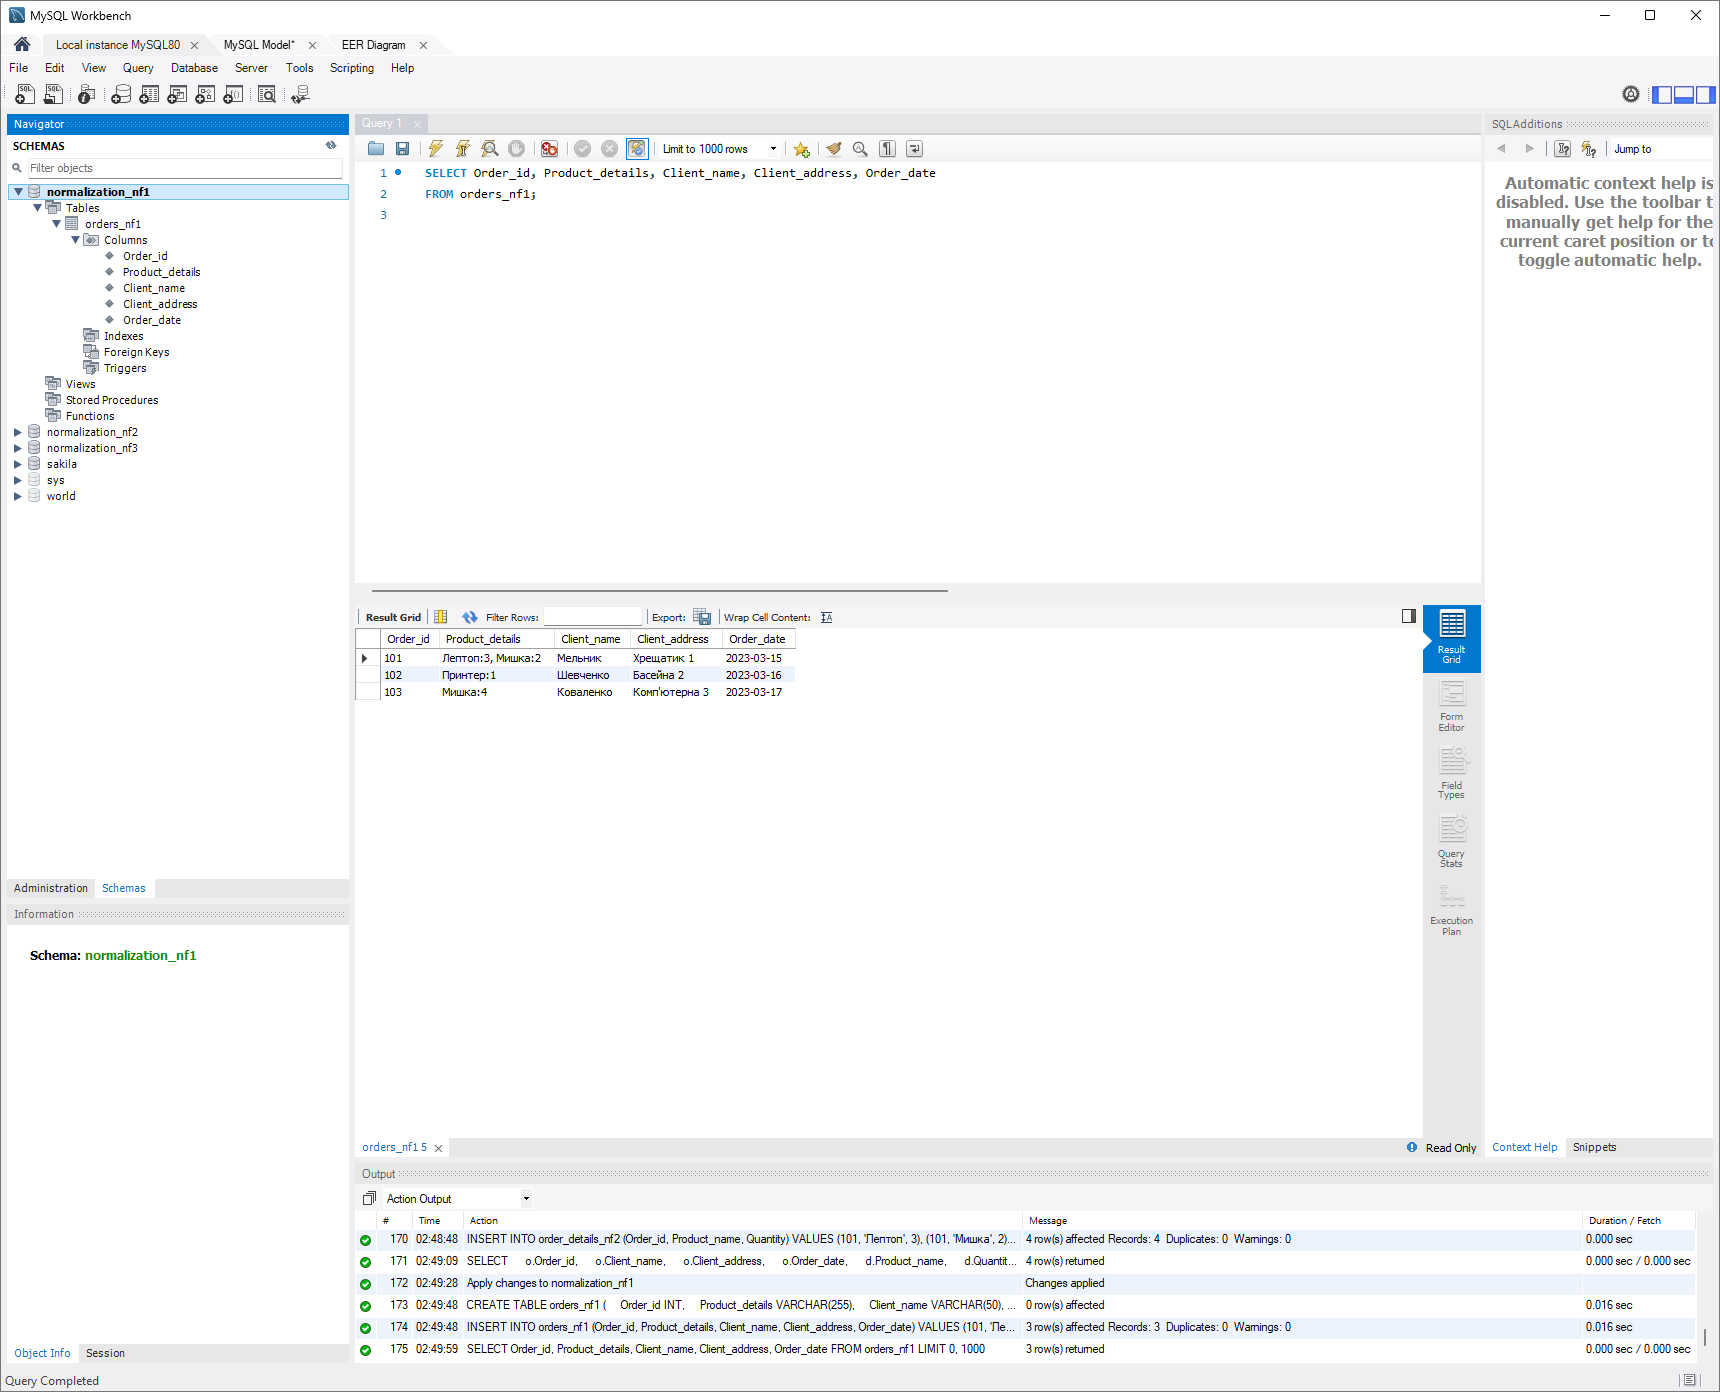 MySQL Workbench
Local instance MySQL80
MySQL Model*
EER Diagram
File Edit View Query Database Server Tools Scripting Help
Navigator
SCHEMAS
Filter objects
normalization_nf1
Tables
orders_nf1
Columns
Order_id
Product_details
Client_name
Client_address
Order_date
Indexes
Foreign Keys
Triggers
Views
Stored Procedures
Functions
normalization_nf2
normalization_nf3
sakila
sys
world
Administration Schemas
Information
Schema: normalization_nf1
Object Info Session
Query 1
Limit to 1000 rows
1 SELECT Order_id, Product_details, Client_name, Client_address, Order_date
2 FROM orders_nf1;
3
Result Grid Filter Rows: Export: Wrap Cell Content:
Order_id Product_details Client_name Client_address Order_date
101 Лептоп:3, Мишка:2 Мельник Хрещатик 1 2023-03-15
102 Принтер:1 Шевченко Басейна 2 2023-03-16
103 Мишка:4 Коваленко Комп'ютерна 3 2023-03-17
Result
Grid
Form
Editor
Field
Types
Query
Stats
Execution
Plan
orders_nf1 5
Read Only
SQLAdditions
Jump to
Automatic context help is
disabled. Use the toolbar t
manually get help for the
current caret position or to
toggle automatic help.
Context Help Snippets
Output
Action Output
# Time Action Message Duration / Fetch
170 02:48:48 INSERT INTO order_details_nf2 (Order_id, Product_name, Quantity) VALUES (101, 'Лептоп', 3), (101, 'Мишка', 2)... 4 row(s) affected Records: 4 Duplicates: 0 Warnings: 0 0.000 sec
171 02:49:09 SELECT o.Order_id, o.Client_name, o.Client_address, o.Order_date, d.Product_name, d.Quantit... 4 row(s) returned 0.000 sec / 0.000 sec
172 02:49:28 Apply changes to normalization_nf1 Changes applied
173 02:49:48 CREATE TABLE orders_nf1 ( Order_id INT, Product_details VARCHAR(255), Client_name VARCHAR(50), ... 0 row(s) affected 0.016 sec
174 02:49:48 INSERT INTO orders_nf1 (Order_id, Product_details, Client_name, Client_address, Order_date) VALUES (101, 'Ле... 3 row(s) affected Records: 3 Duplicates: 0 Warnings: 0 0.016 sec
175 02:49:59 SELECT Order_id, Product_details, Client_name, Client_address, Order_date FROM orders_nf1 LIMIT 0, 1000 3 row(s) returned 0.000 sec / 0.000 sec
Query Completed